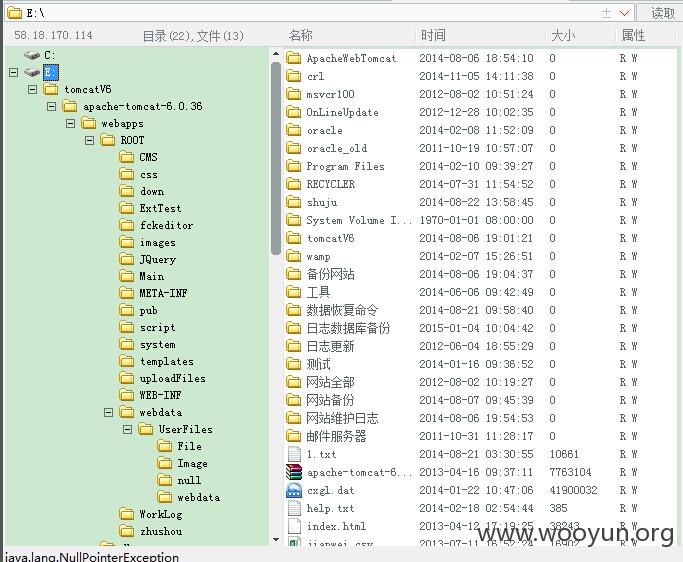 E:\ 读取
58.18.170.114 目录(22),文件(13) 名称 时间 大小 属性
C:
E:
tomcatV6
apache-tomcat-6.0.36
webapps
ROOT
CMS
css
down
ExtTest
fckeditor
images
JQuery
Main
META-INF
pub
script
system
templates
uploadFiles
WEB-INF
webdata
UserFiles
File
Image
null
webdata
WorkLog
zhushou
ApacheWebTomcat 2014-08-06 18:54:10 0 R W
crl 2014-11-05 14:11:38 0 R W
msvcr100 2012-08-02 10:51:24 0 R W
OnLineUpdate 2012-12-28 10:02:35 0 R W
oracle 2014-02-08 11:52:09 0 R W
oracle_old 2011-10-19 10:57:07 0 R W
Program Files 2014-02-10 09:39:27 0 R W
RECYCLER 2014-07-31 11:54:52 0 R W
shuju 2014-08-22 13:58:45 0 R W
System Volume I... 1970-01-01 08:00:00 0 R W
tomcatV6 2014-08-06 19:01:21 0 R W
wamp 2014-02-07 15:26:51 0 R W
备份网站 2014-08-06 19:04:37 0 R W
工具 2014-06-06 09:42:49 0 R W
数据恢复命令 2014-08-21 09:58:40 0 R W
日志数据库备份 2015-01-04 10:04:42 0 R W
日志更新 2012-06-04 18:55:29 0 R W
测试 2014-01-16 09:36:52 0 R W
网站全部 2012-08-02 10:19:27 0 R W
网站备份 2014-08-07 09:45:39 0 R W
网站维护日志 2014-08-06 19:54:53 0 R W
邮件服务器 2011-10-31 11:28:17 0 R W
1.txt 2014-08-21 03:30:55 10661 R W
apache-tomcat-6... 2013-04-16 09:37:11 7763104 R W
cxgl.dat 2014-01-22 10:47:06 41900032 R W
help.txt 2014-02-18 02:54:44 385 R W
index.html 2013-04-12 17:19:25 38243 R W
jianwei.csv 2013-07-11 16:52:24 16902 R W
www.wooyun.org
java.lang.NullPointerException